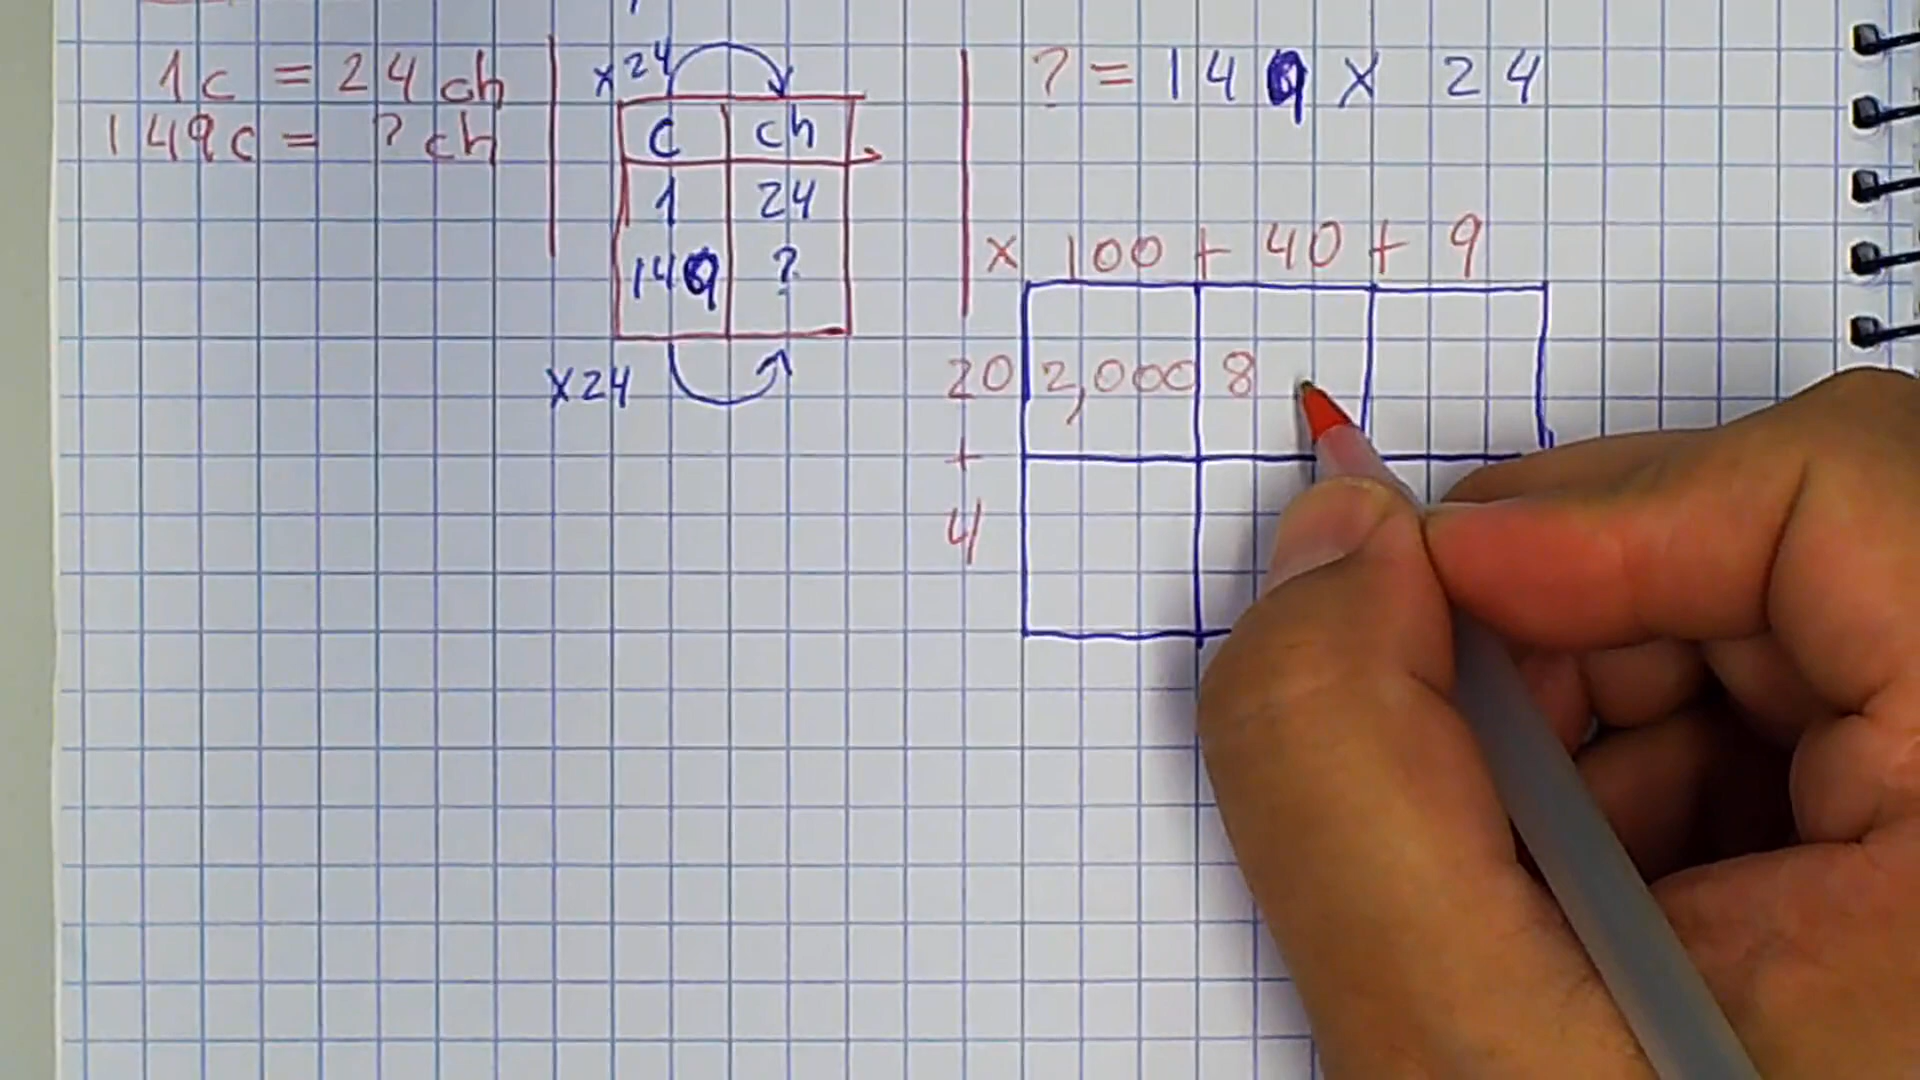 1c = 24 ch
149c = ? ch
x24
c ch
1 24
149 ?
x24
? = 149 x 24
x 100 + 40 + 9
20 2,000 8
+
4